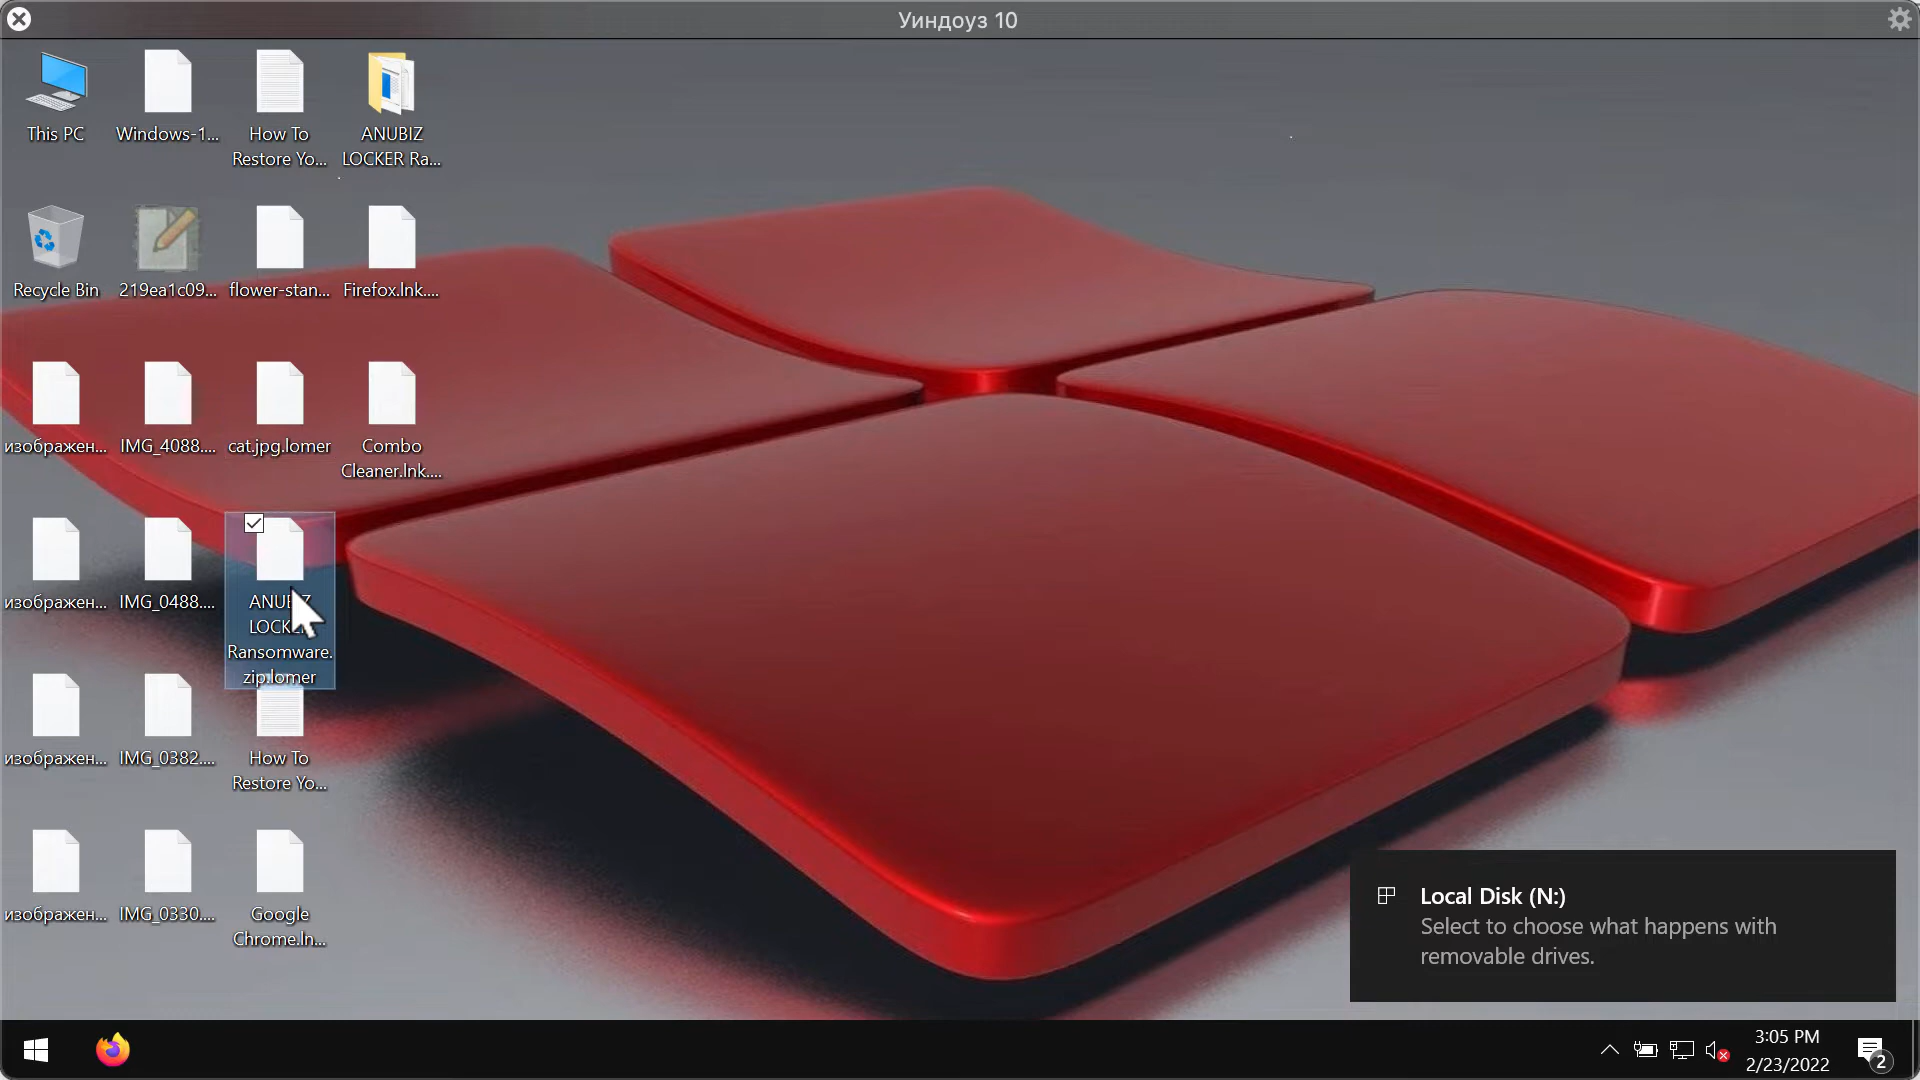 Уиндоуз 10
This PC
Windows-1...
How To
Restore Yo...
ANUBIZ
LOCKER Ra...
Recycle Bin
219ea1c09...
flower-stan...
Firefox.lnk....
изображен...
IMG_4088....
cat.jpg.lomer
Combo
Cleaner.lnk....
изображен...
IMG_0488....
ANUBIZ
LOCKER
Ransomware.
zip.lomer
изображен...
IMG_0382....
How To
Restore Yo...
изображен...
IMG_0330....
Google
Chrome.ln...
Local Disk (N:)
Select to choose what happens with
removable drives.
3:05 PM
2/23/2022
2